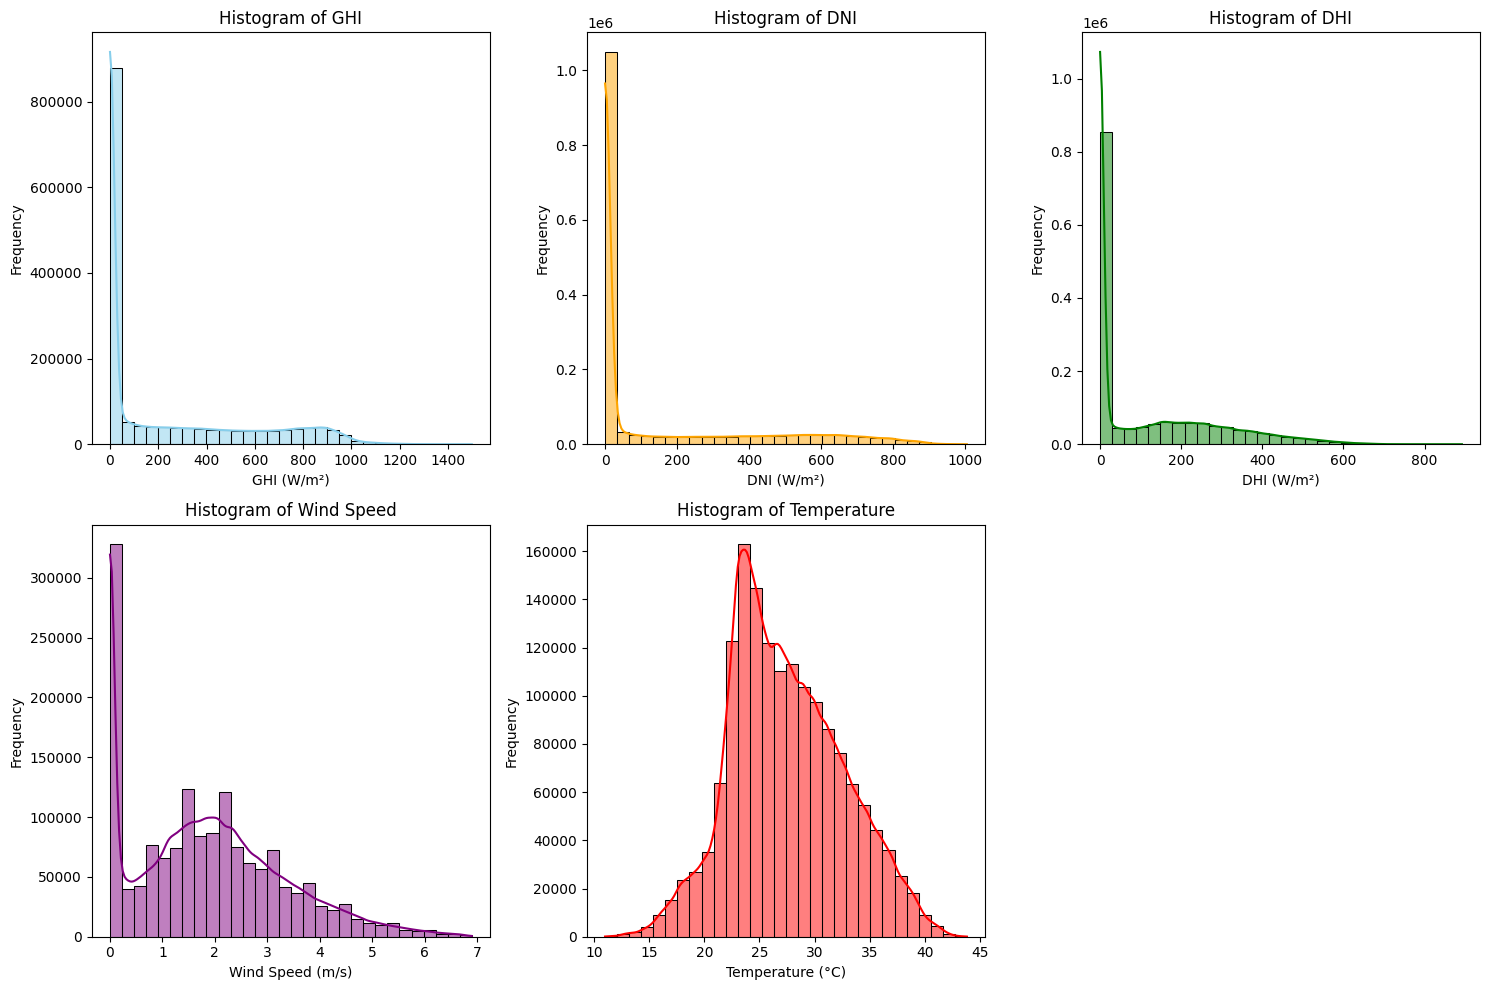 Histogram of GHI
800000
600000
400000
200000
0
Frequency
0 200 400 600 800 1000 1200 1400
GHI (W/m²)
Histogram of DNI
1e6
1.0
0.8
0.6
0.4
0.2
0.0
Frequency
0 200 400 600 800 1000
DNI (W/m²)
Histogram of DHI
1e6
1.0
0.8
0.6
0.4
0.2
0.0
Frequency
0 200 400 600 800
DHI (W/m²)
Histogram of Wind Speed
300000
250000
200000
150000
100000
50000
0
Frequency
0 1 2 3 4 5 6 7
Wind Speed (m/s)
Histogram of Temperature
160000
140000
120000
100000
80000
60000
40000
20000
0
Frequency
10 15 20 25 30 35 40 45
Temperature (°C)